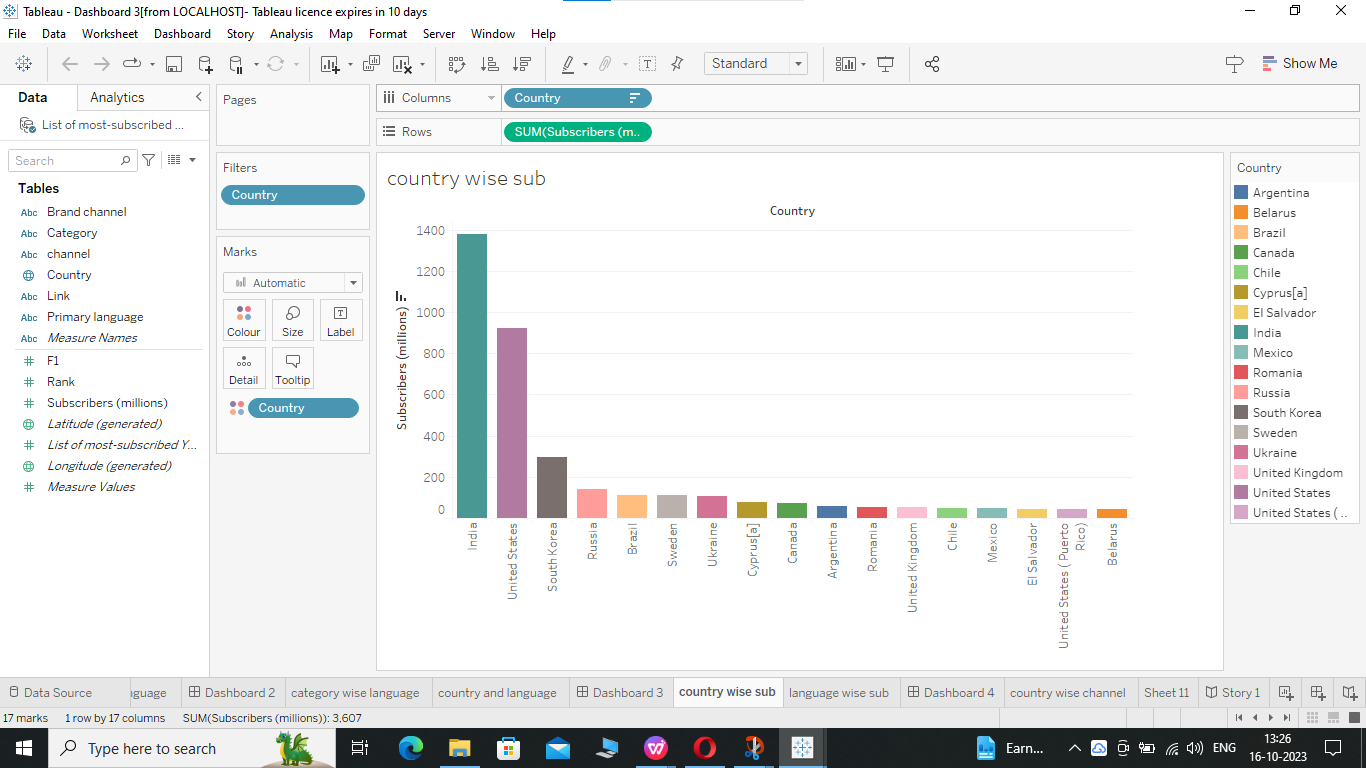 Tableau - Dashboard 3[from LOCALHOST]- Tableau licence expires in 10 days
File Data Worksheet Dashboard Story Analysis Map Format Server Window Help
Standard
Show Me
Data Analytics
List of most-subscribed ...
Search
Tables
Abc Brand channel
Abc Category
Abc channel
Country
Abc Link
Abc Primary language
Abc Measure Names
F1
Rank
Subscribers (millions)
Latitude (generated)
List of most-subscribed Y...
Longitude (generated)
Measure Values
Pages
Filters
Country
Marks
Automatic
Colour Size Label
Detail Tooltip
Country
Columns Country
Rows SUM(Subscribers (m..
country wise sub
Country
1400
1200
1000
800
600
400
200
0
Subscribers (millions)
India
United States
South Korea
Russia
Brazil
Sweden
Ukraine
Cyprus[a]
Canada
Argentina
Romania
United Kingdom
Chile
Mexico
El Salvador
United States ( Puerto
Rico)
Belarus
Country
Argentina
Belarus
Brazil
Canada
Chile
Cyprus[a]
El Salvador
India
Mexico
Romania
Russia
South Korea
Sweden
Ukraine
United Kingdom
United States
United States ( ..
Data Source Dashboard 2 category wise language country and language Dashboard 3 country wise sub language wise sub Dashboard 4 country wise channel Sheet 11 Story 1
17 marks 1 row by 17 columns SUM(Subscribers (millions)): 3,607
Type here to search
Earn...
ENG
13:26
16-10-2023